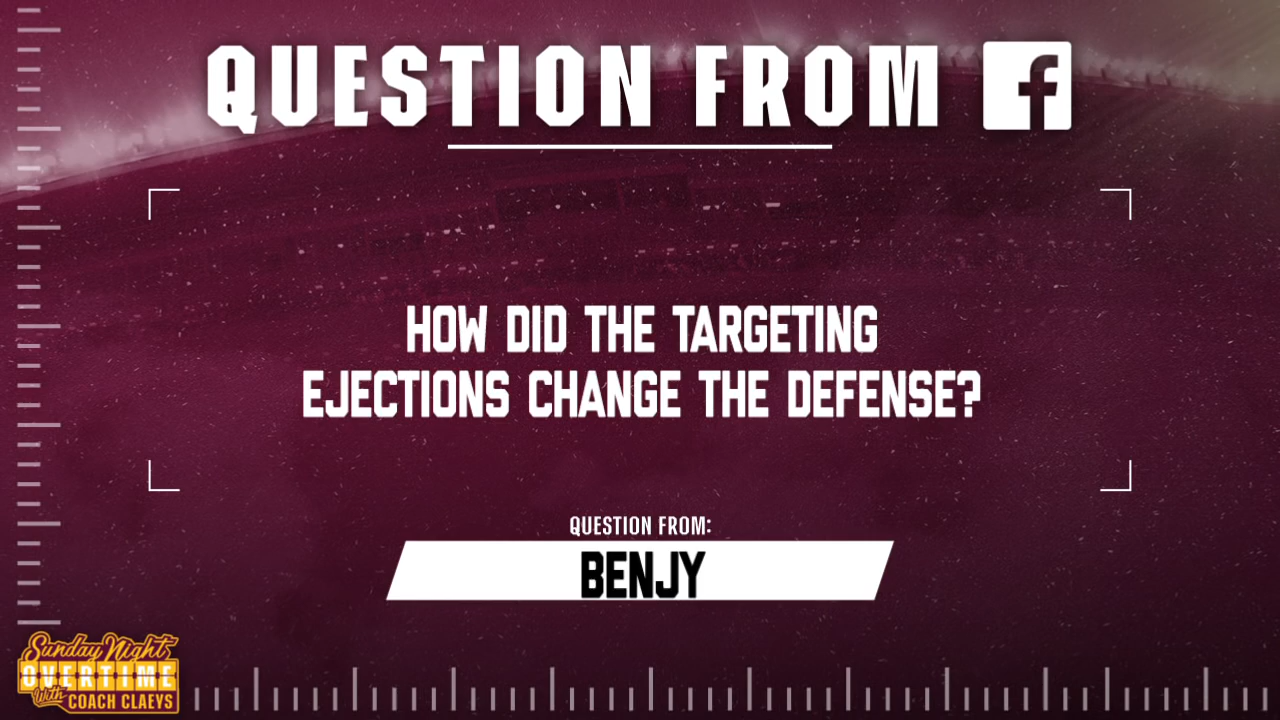 QUESTION FROM f
HOW DID THE TARGETING
EJECTIONS CHANGE THE DEFENSE?
QUESTION FROM:
BENJY
Sunday Night
OVERTIME
With COACH CLAEYS